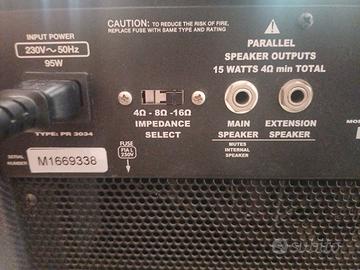 CAUTION: TO REDUCE THE RISK OF FIRE,
REPLACE FUSE WITH SAME TYPE AND RATING
INPUT POWER
230V~50Hz
95W
PARALLEL
SPEAKER OUTPUTS
15 WATTS 4Ω min TOTAL
4Ω - 8Ω -16Ω
IMPEDANCE
SELECT
MAIN
SPEAKER
MUTES
INTERNAL
SPEAKER
EXTENSION
SPEAKER
TYPE: PR 3034
SERIAL
NUMBER
M1669338
FUSE
250V
subito